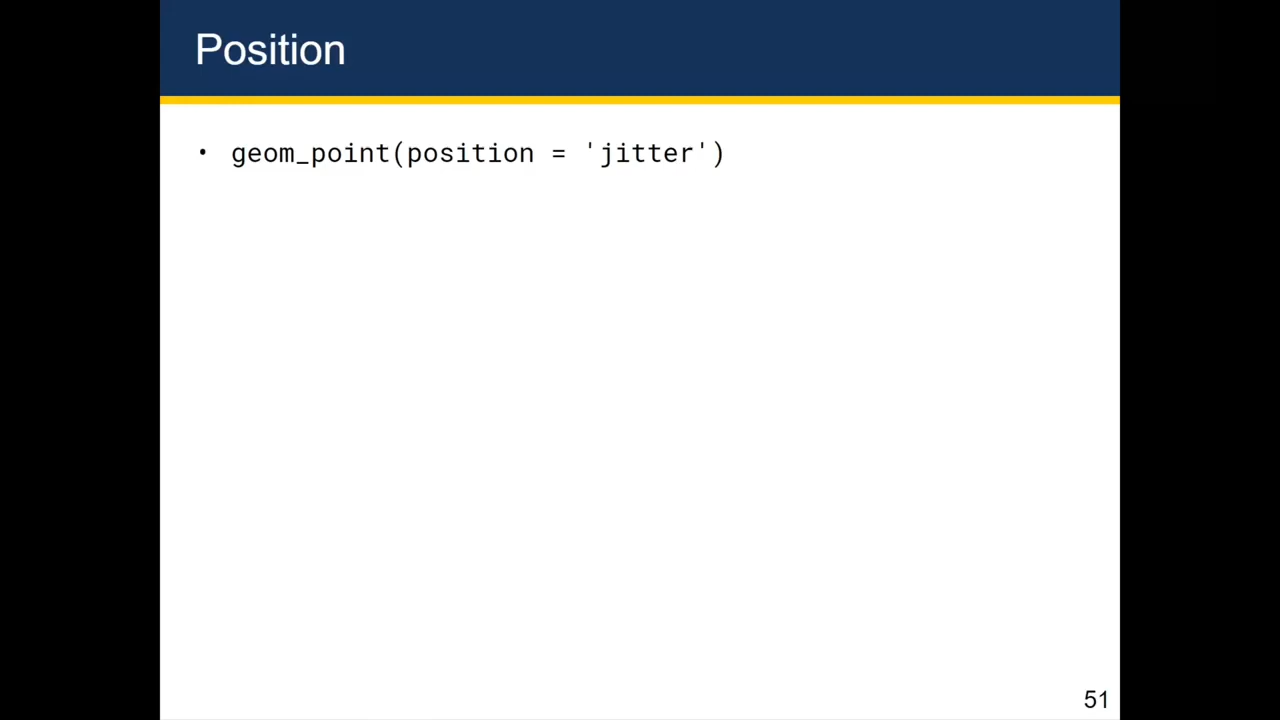 Position
• geom_point(position = 'jitter')
51